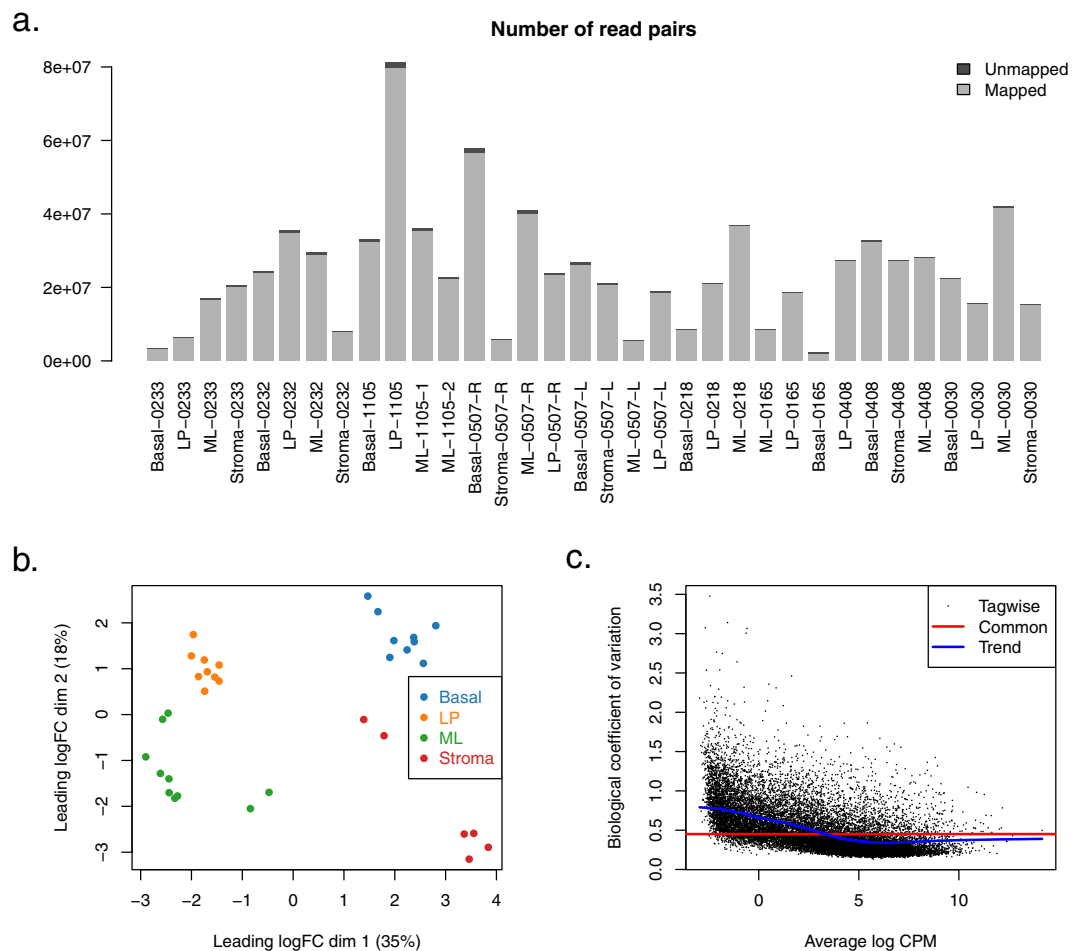 a.
Number of read pairs
Unmapped
Mapped
8e+07
6e+07
4e+07
2e+07
0e+00
Basal−0233
LP−0233
ML−0233
Stroma−0233
Basal−0232
LP−0232
ML−0232
Stroma−0232
Basal−1105
LP−1105
ML−1105−1
ML−1105−2
Basal−0507−R
Stroma−0507−R
ML−0507−R
LP−0507−R
Basal−0507−L
Stroma−0507−L
ML−0507−L
LP−0507−L
Basal−0218
LP−0218
ML−0218
ML−0165
LP−0165
Basal−0165
LP−0408
Basal−0408
Stroma−0408
ML−0408
Basal−0030
LP−0030
ML−0030
Stroma−0030
b.
Leading logFC dim 2 (18%)
2
1
0
−1
−2
−3
Basal
LP
ML
Stroma
−3 −2 −1 0 1 2 3 4
Leading logFC dim 1 (35%)
c.
Biological coefficient of variation
3.5
3.0
2.5
2.0
1.5
1.0
0.5
0.0
Tagwise
Common
Trend
0 5 10
Average log CPM